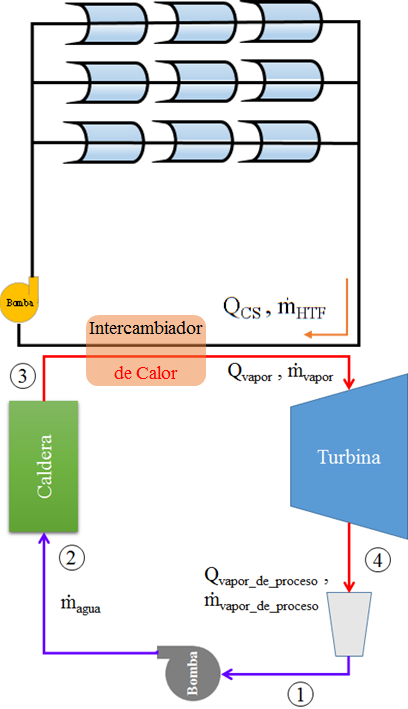 Bomba
Q_CS , ṁ_HTF
Intercambiador
de Calor
③
Q_vapor , ṁ_vapor
Caldera
Turbina
②
④
Q_vapor_de_proceso ,
ṁ_vapor_de_proceso
ṁ_agua
Bomba
①